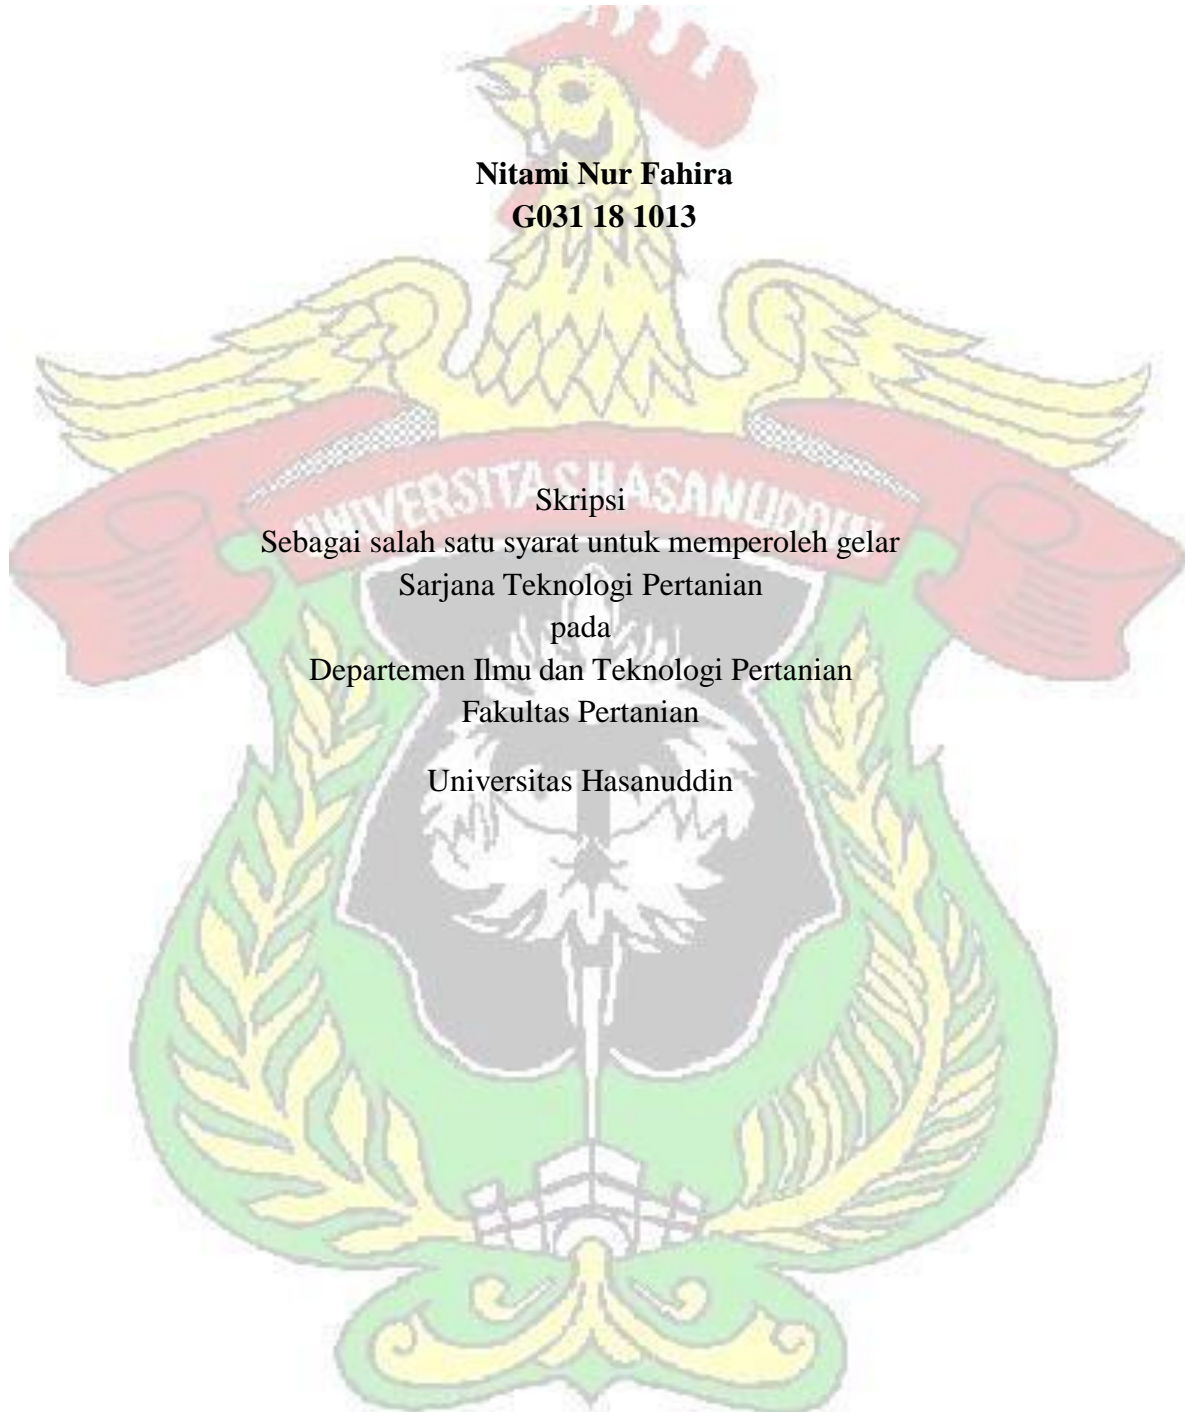 Nitami Nur Fahira
G031 18 1013
UNIVERSITAS HASANUDDIN
Skripsi
Sebagai salah satu syarat untuk memperoleh gelar
Sarjana Teknologi Pertanian
pada
Departemen Ilmu dan Teknologi Pertanian
Fakultas Pertanian
Universitas Hasanuddin